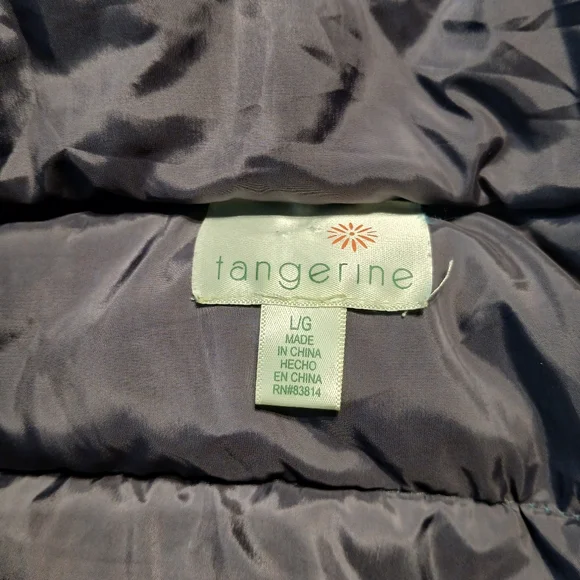 tangerine
L/G
MADE
IN CHINA
HECHO
EN CHINA
RN#83814